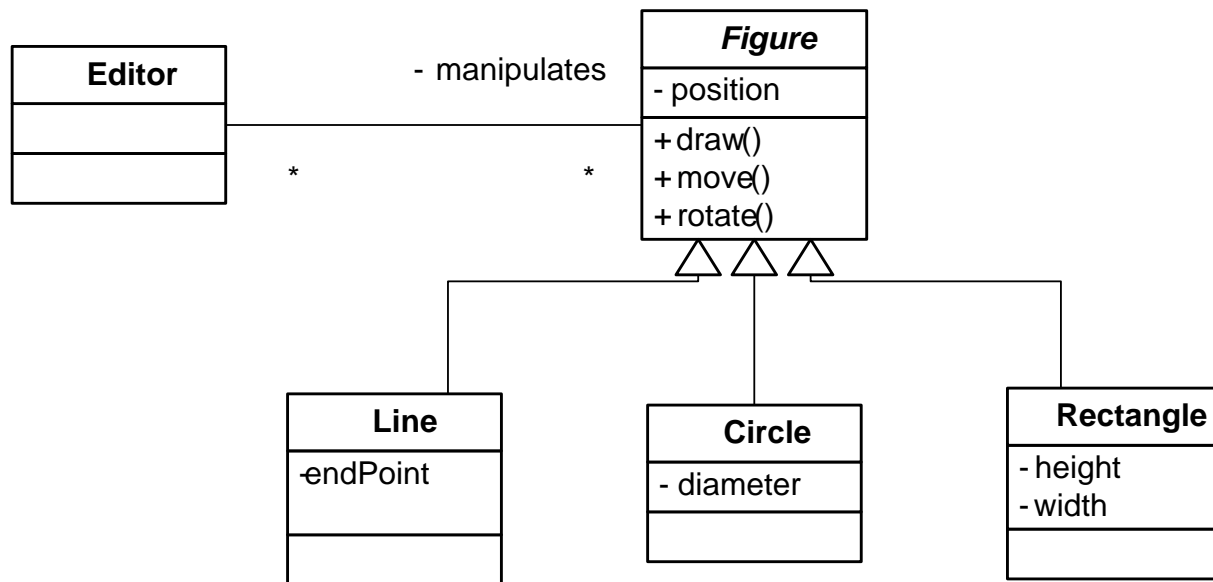 Editor
- manipulates
*
*
Figure
- position
+ draw()
+ move()
+ rotate()
Line
-endPoint
Circle
- diameter
Rectangle
- height
- width